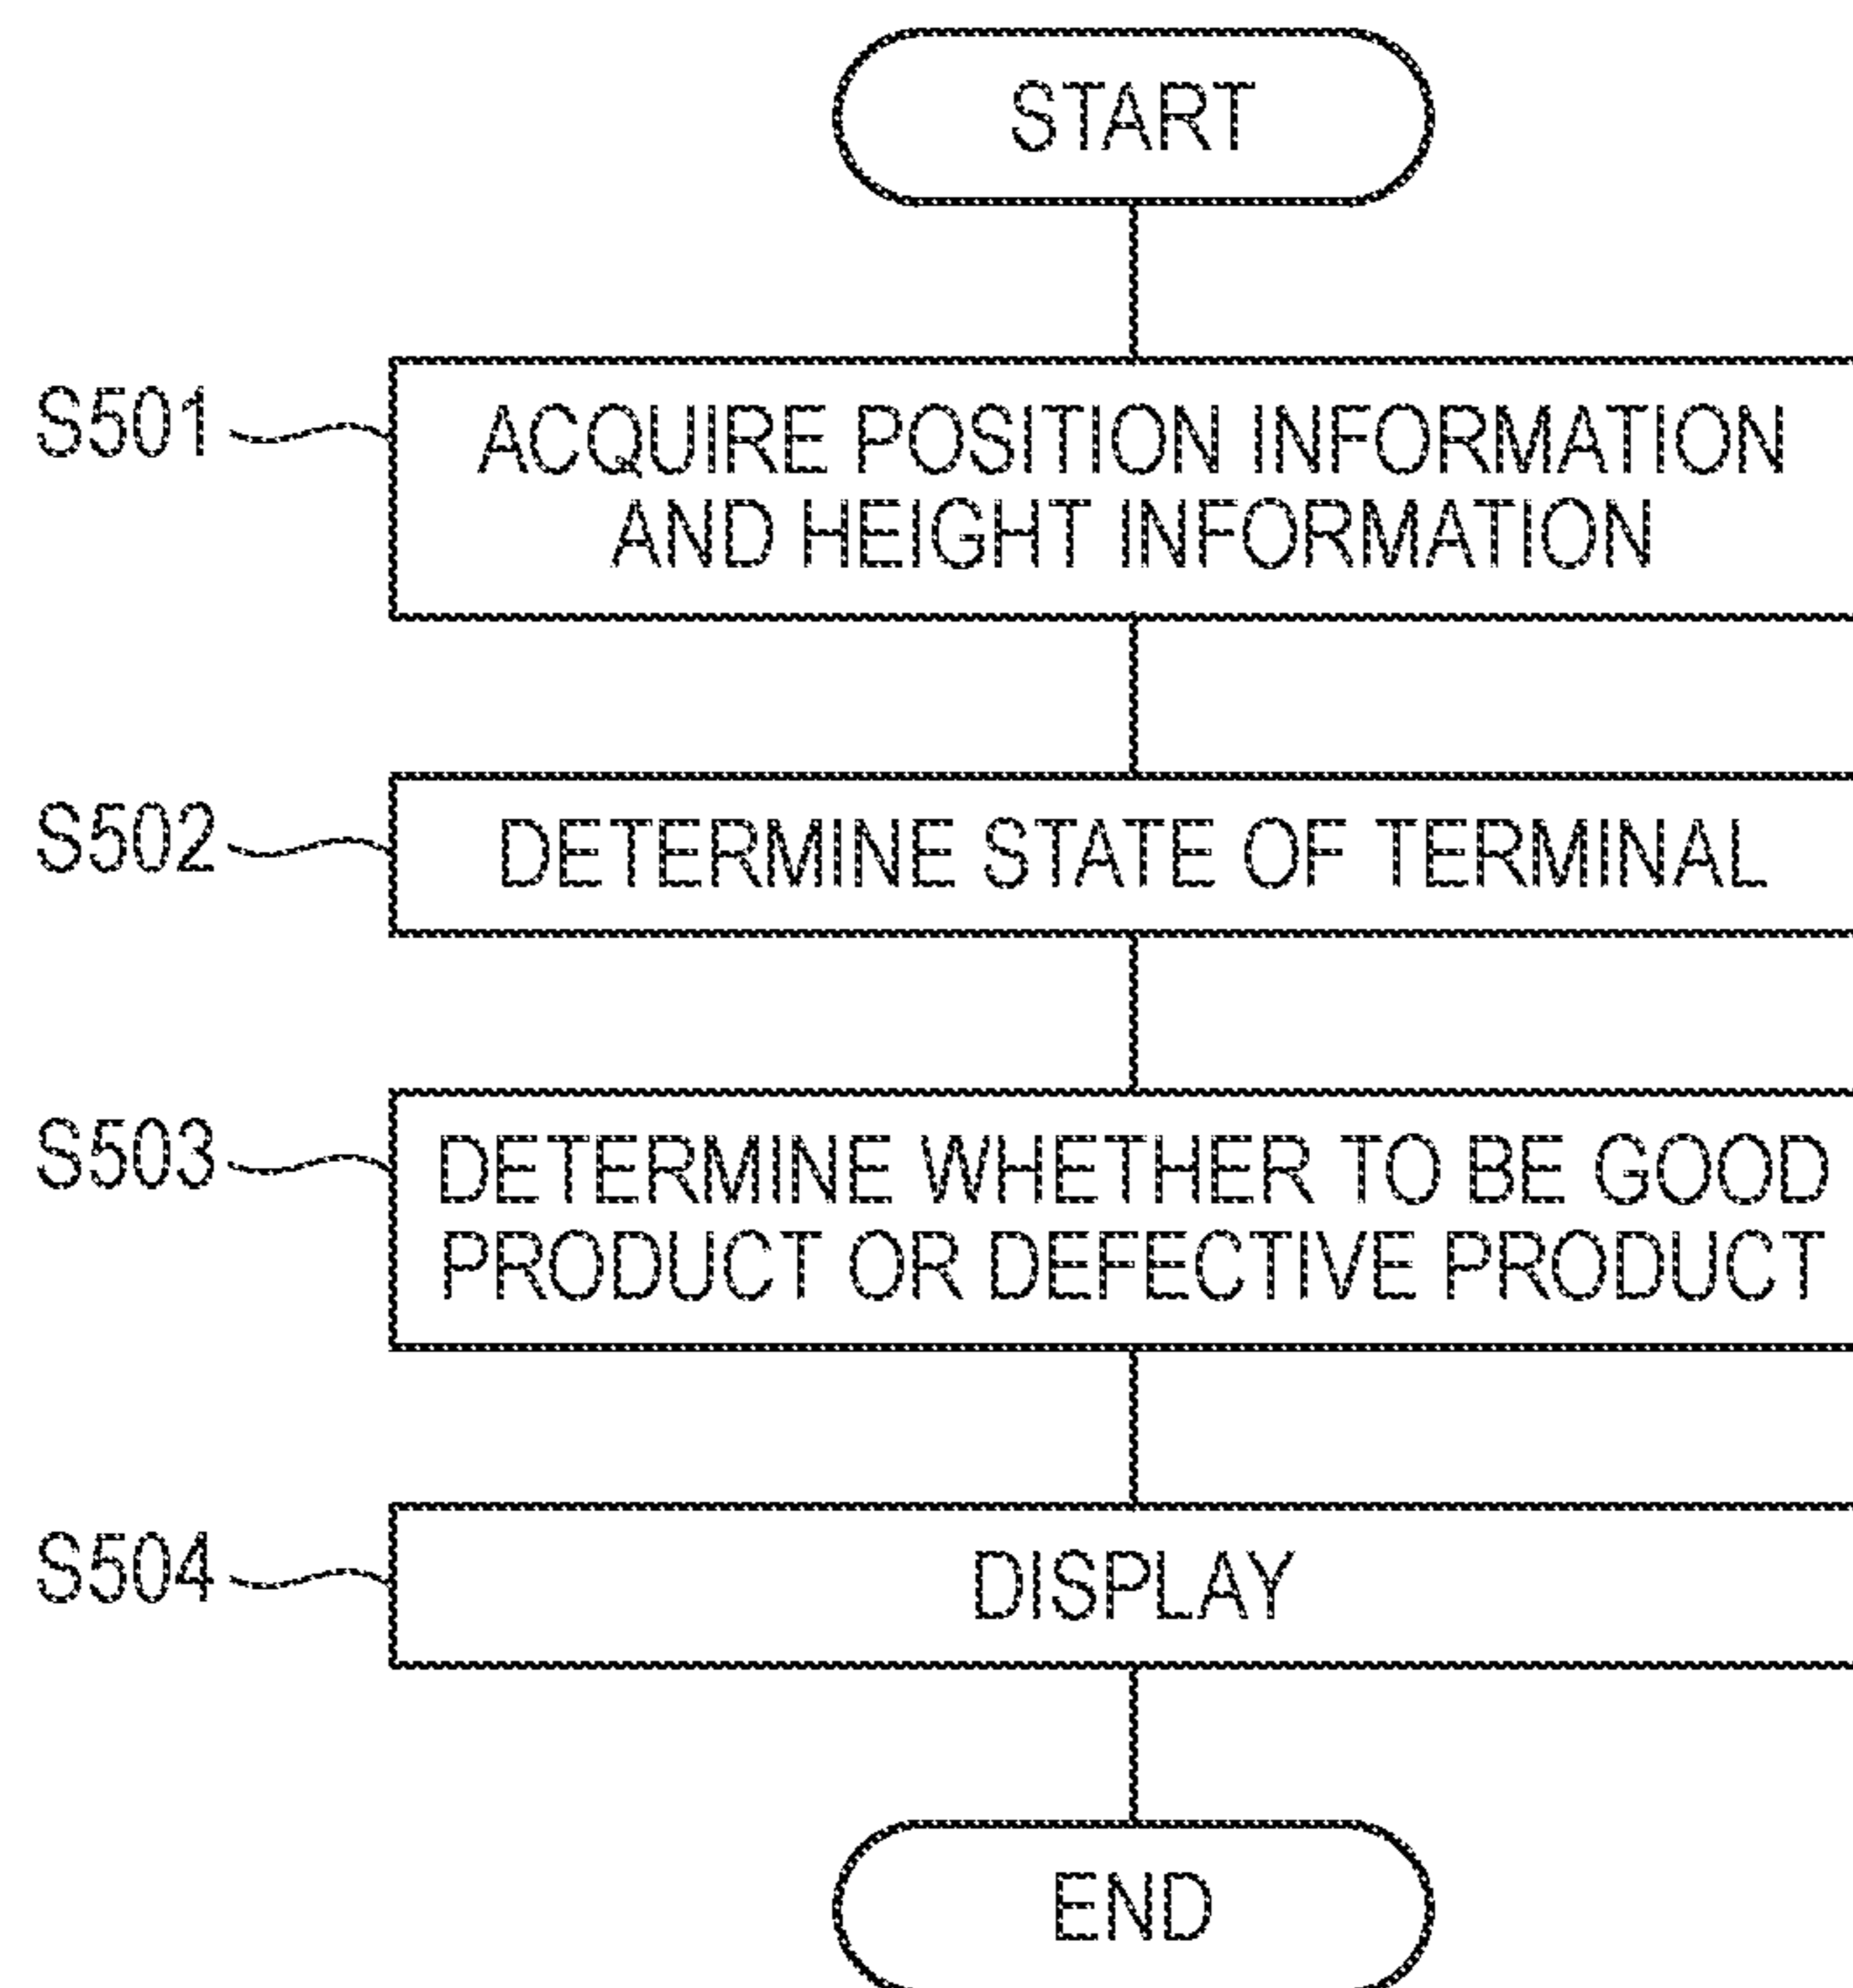 START
S501
ACQUIRE POSITION INFORMATION
AND HEIGHT INFORMATION
S502
DETERMINE STATE OF TERMINAL
S503
DETERMINE WHETHER TO BE GOOD
PRODUCT OR DEFECTIVE PRODUCT
S504
DISPLAY
END